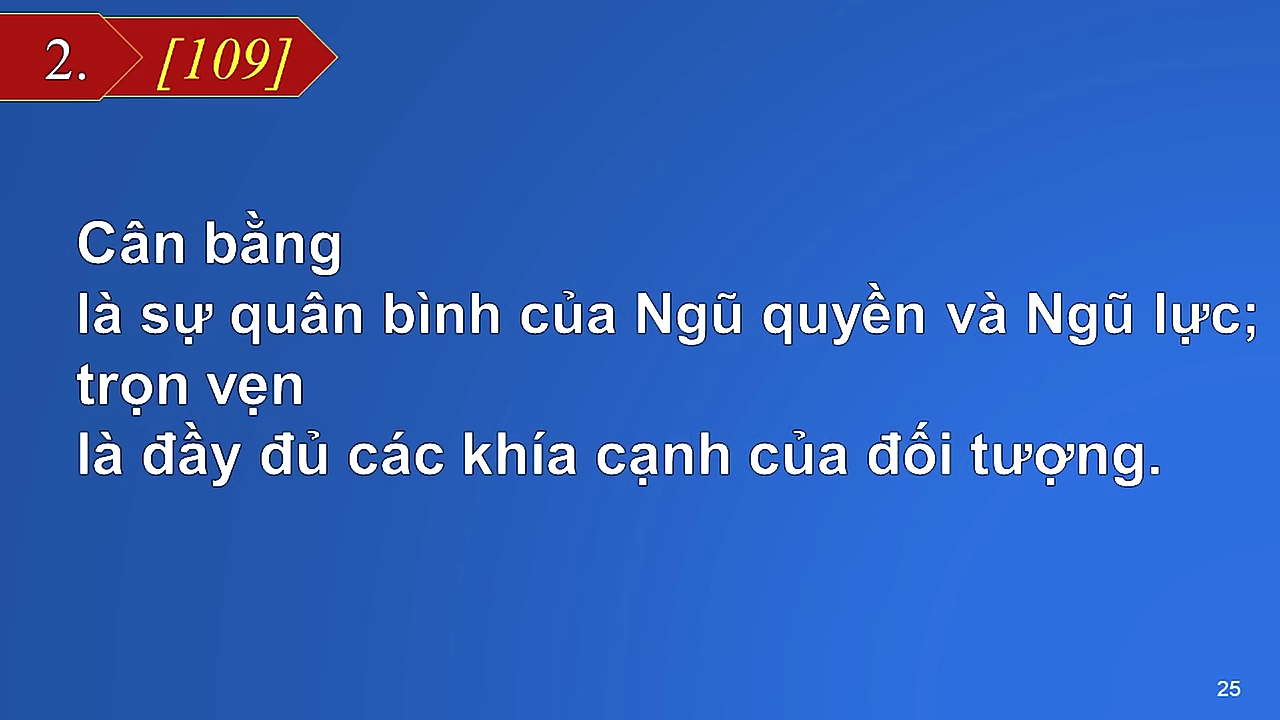 2. [109]
Cân bằng
là sự quân bình của Ngũ quyền và Ngũ lực;
trọn vẹn
là đầy đủ các khía cạnh của đối tượng.
25